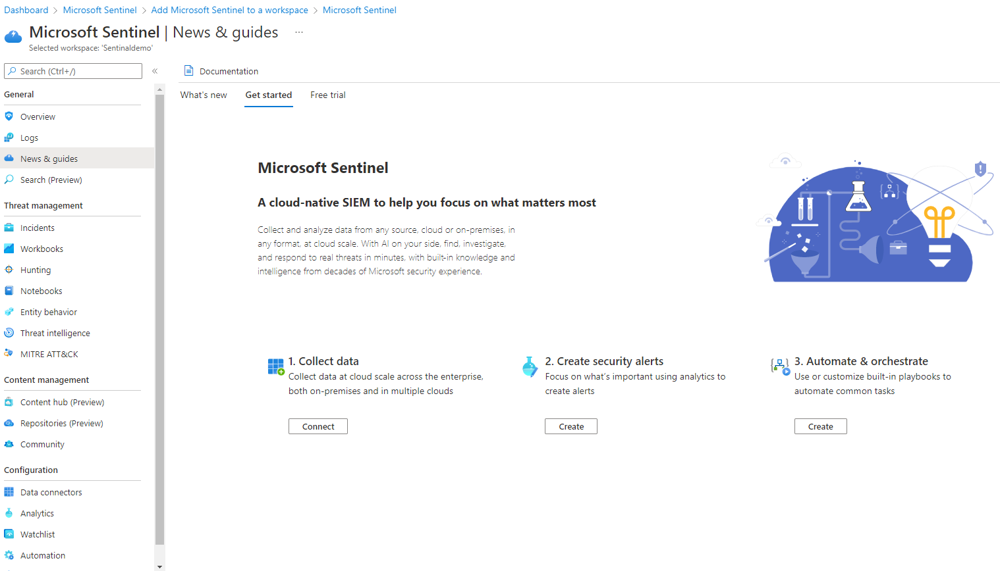 Dashboard > Microsoft Sentinel > Add Microsoft Sentinel to a workspace > Microsoft Sentinel
Microsoft Sentinel | News & guides ...
Selected workspace: 'Sentinaldemo'
Search (Ctrl+/)
«
General
Overview
Logs
News & guides
Search (Preview)
Threat management
Incidents
Workbooks
Hunting
Notebooks
Entity behavior
Threat intelligence
MITRE ATT&CK
Content management
Content hub (Preview)
Repositories (Preview)
Community
Configuration
Data connectors
Analytics
Watchlist
Automation
Documentation
What's new Get started Free trial
Microsoft Sentinel
A cloud-native SIEM to help you focus on what matters most
Collect and analyze data from any source, cloud or on-premises, in
any format, at cloud scale. With AI on your side, find, investigate,
and respond to real threats in minutes, with built-in knowledge and
intelligence from decades of Microsoft security experience.
1. Collect data
Collect data at cloud scale across the enterprise,
both on-premises and in multiple clouds
Connect
2. Create security alerts
Focus on what's important using analytics to
create alerts
Create
3. Automate & orchestrate
Use or customize built-in playbooks to
automate common tasks
Create